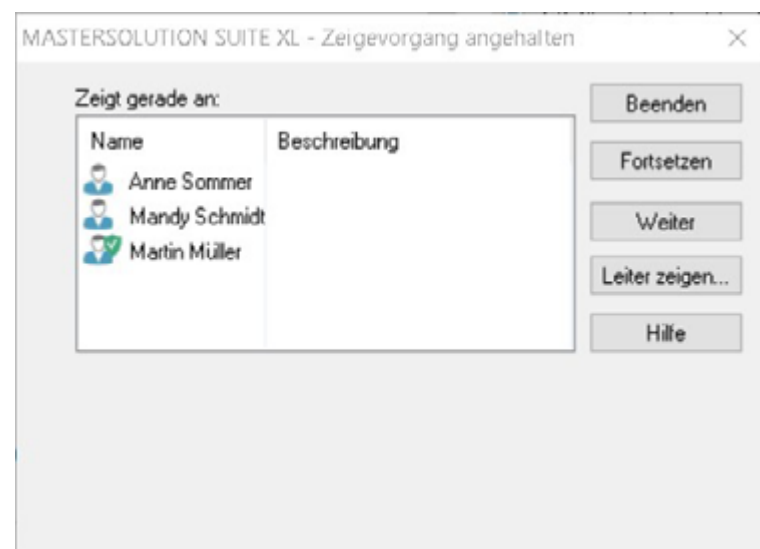 MASTERSOLUTION SUITE XL - Zeigevorgang angehalten
Zeigt gerade an:
Name Beschreibung
Anne Sommer
Mandy Schmidt
Martin Müller
Beenden
Fortsetzen
Weiter
Leiter zeigen...
Hilfe